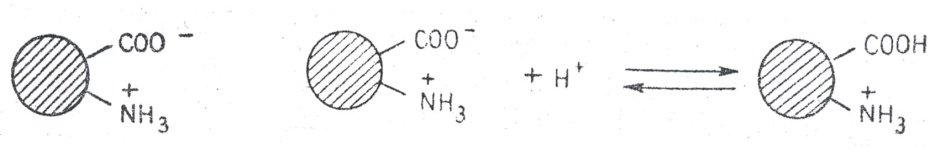 COO⁻
+
NH₃
COO⁻
+
NH₃
+ H⁺
COOH
+
NH₃